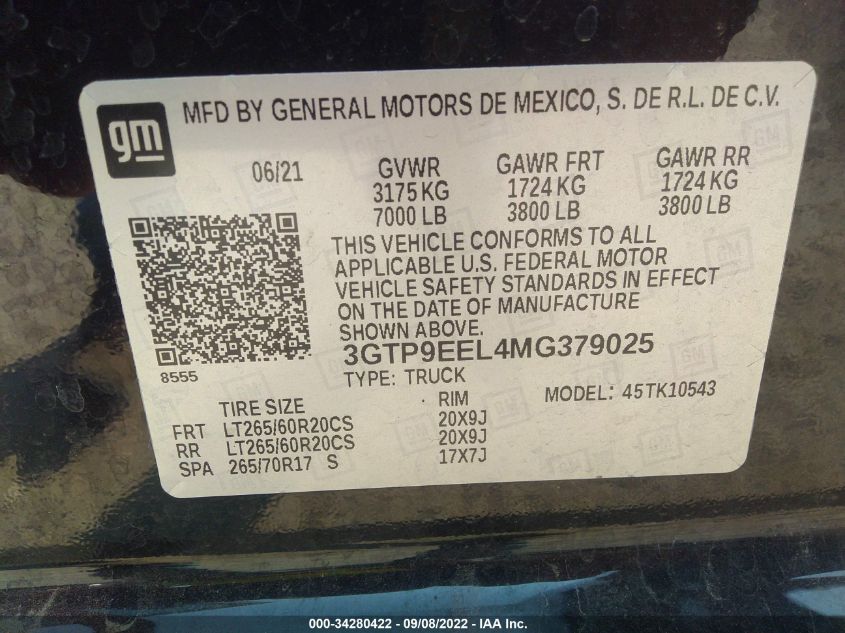 gm
MFD BY GENERAL MOTORS DE MEXICO, S. DE R.L. DE C.V.
06/21 GVWR GAWR FRT GAWR RR
3175 KG 1724 KG 1724 KG
7000 LB 3800 LB 3800 LB
THIS VEHICLE CONFORMS TO ALL
APPLICABLE U.S. FEDERAL MOTOR
VEHICLE SAFETY STANDARDS IN EFFECT
ON THE DATE OF MANUFACTURE
SHOWN ABOVE.
3GTP9EEL4MG379025
8555
TYPE: TRUCK MODEL: 45TK10543
TIRE SIZE RIM
FRT LT265/60R20CS 20X9J
RR LT265/60R20CS 20X9J
SPA 265/70R17 S 17X7J
000-34280422 - 09/08/2022 - IAA Inc.